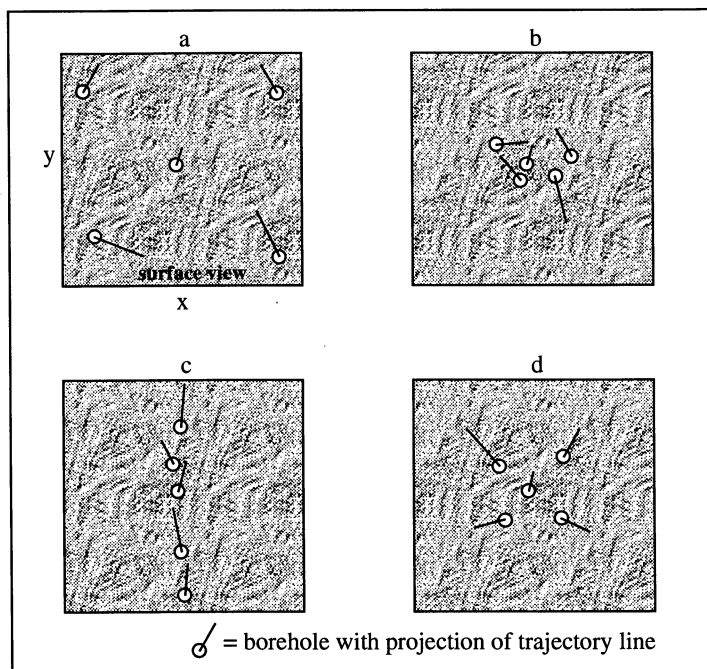 a
b
y
surface view
x
c
d
= borehole with projection of trajectory line